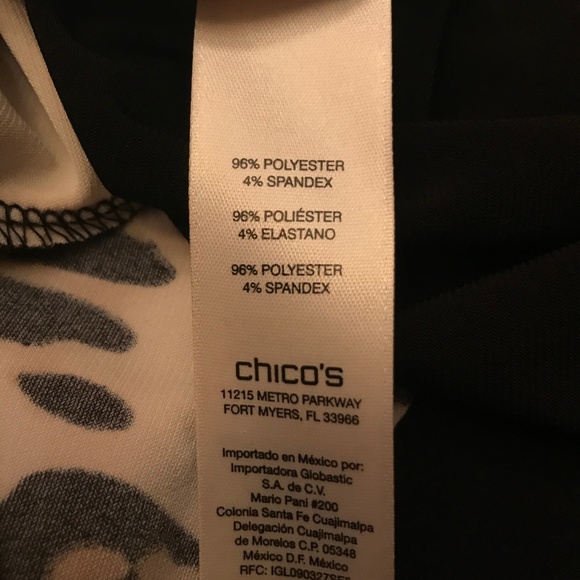 96% POLYESTER
4% SPANDEX
96% POLIÉSTER
4% ELASTANO
96% POLYESTER
4% SPANDEX
chico's
11215 METRO PARKWAY
FORT MYERS, FL 33966
Importado en México por:
Importadora Globastic
S.A. de C.V.
Mario Pani #200
Colonia Santa Fe Cuajimalpa
Delegación Cuajimalpa
de Morelos C.P. 05348
México D.F. México
RFC: